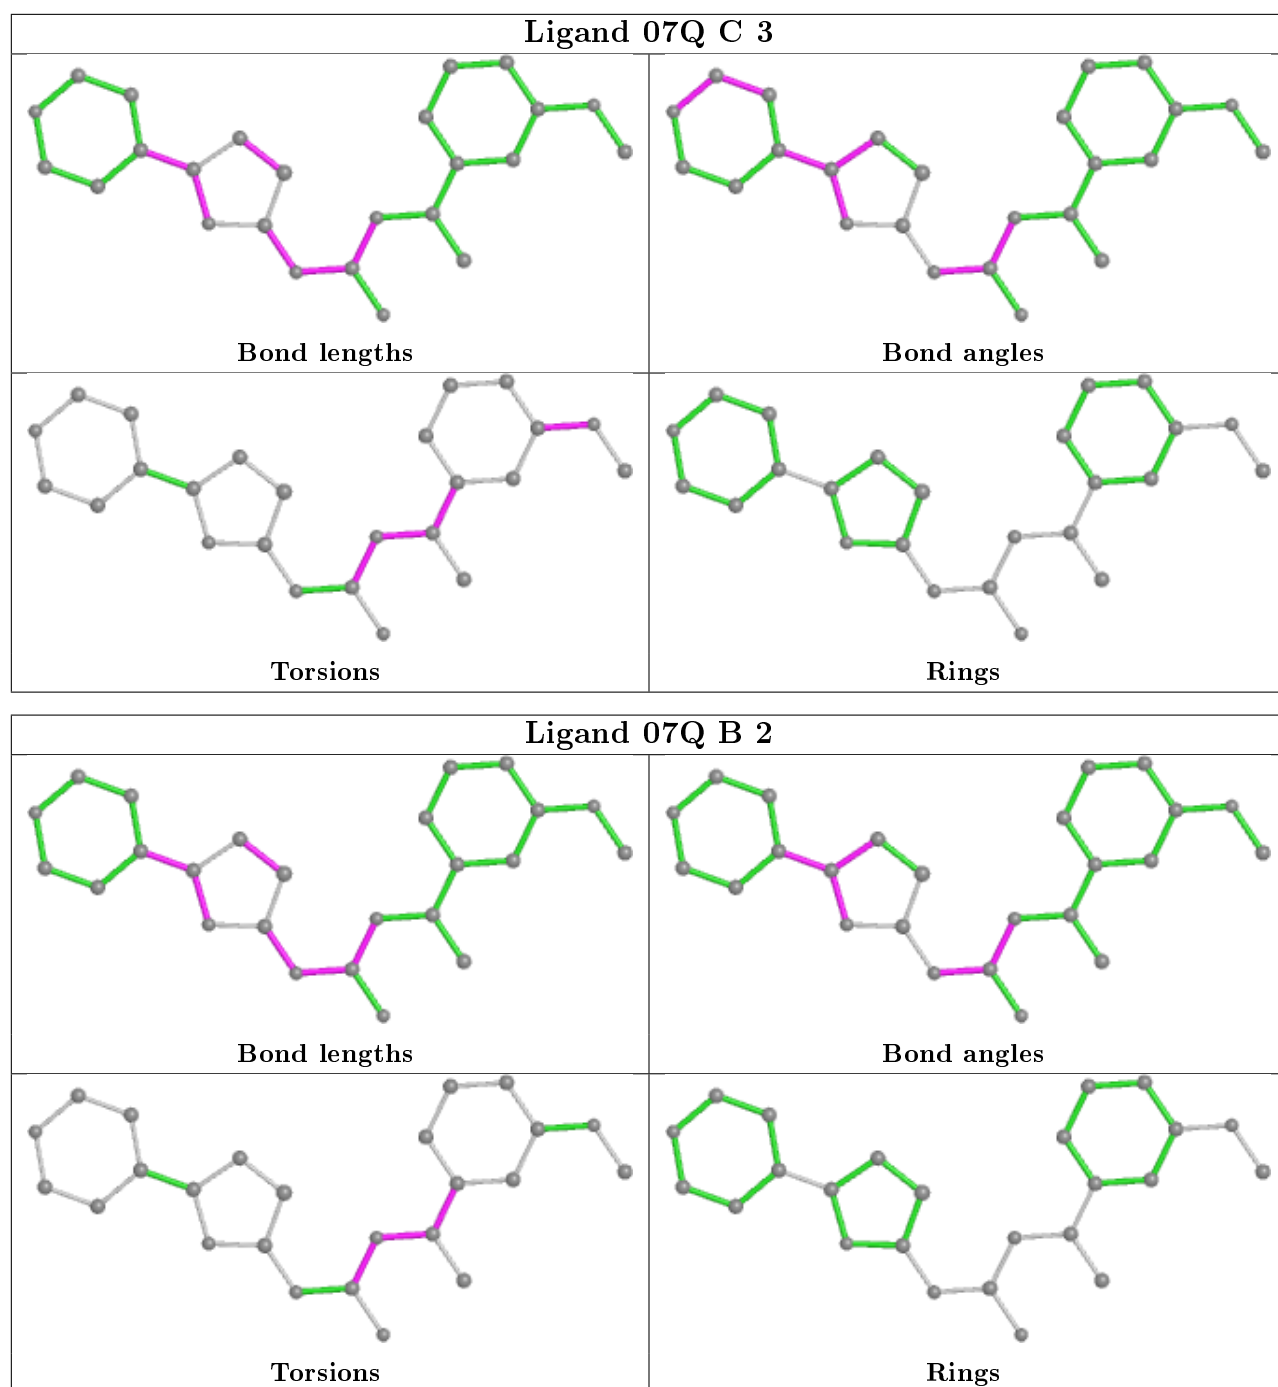 Ligand 07Q C 3
Bond lengths
Bond angles
Torsions
Rings
Ligand 07Q B 2
Bond lengths
Bond angles
Torsions
Rings